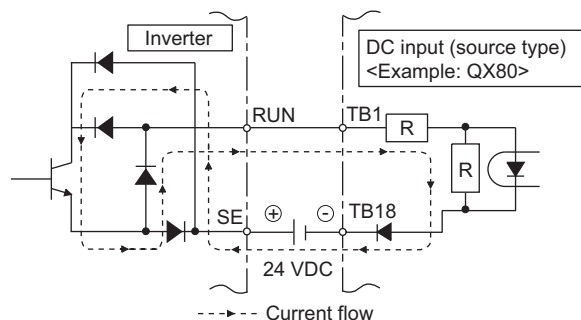 Inverter
DC input (source type)
<Example: QX80>
RUN
TB1
R
R
SE
+
-
TB18
24 VDC
Current flow